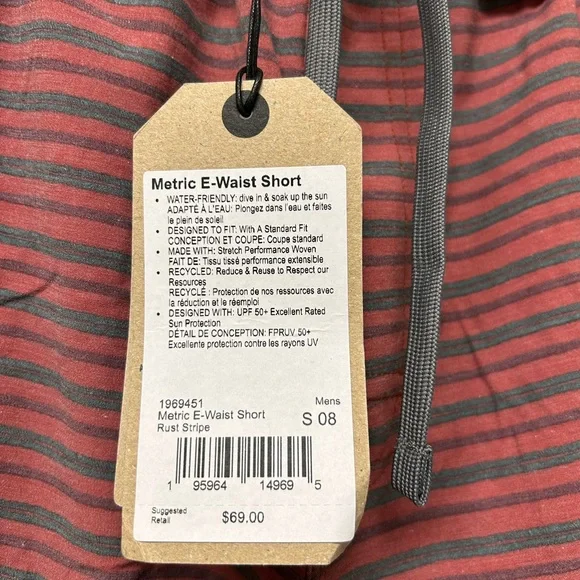 Metric E-Waist Short
• WATER-FRIENDLY: dive in & soak up the sun
ADAPTÉ À L'EAU: Plongez dans l'eau et faites
le plein de soleil
• DESIGNED TO FIT: With A Standard Fit
CONCEPTION ET COUPE: Coupe standard
• MADE WITH: Stretch Performance Woven
FAIT DE: Tissu tissé performance extensible
• RECYCLED: Reduce & Reuse to Respect our
Resources
RECYCLÉ : Protection de nos ressources avec
la réduction et le réemploi
• DESIGNED WITH: UPF 50+ Excellent Rated
Sun Protection
DÉTAIL DE CONCEPTION: FPRUV 50+
Excellente protection contre les rayons UV
1969451 Mens
Metric E-Waist Short S 08
Rust Stripe
1 95964 14969 5
Suggested
Retail $69.00